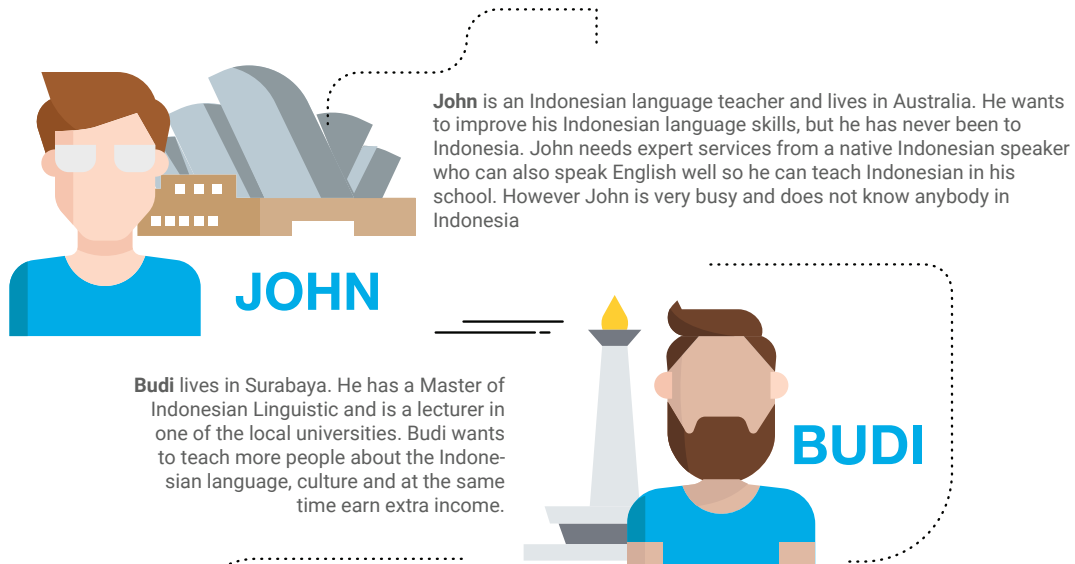 John is an Indonesian language teacher and lives in Australia. He wants
to improve his Indonesian language skills, but he has never been to
Indonesia. John needs expert services from a native Indonesian speaker
who can also speak English well so he can teach Indonesian in his
school. However John is very busy and does not know anybody in
Indonesia
JOHN
Budi lives in Surabaya. He has a Master of
Indonesian Linguistic and is a lecturer in
one of the local universities. Budi wants
to teach more people about the Indone-
sian language, culture and at the same
time earn extra income.
BUDI